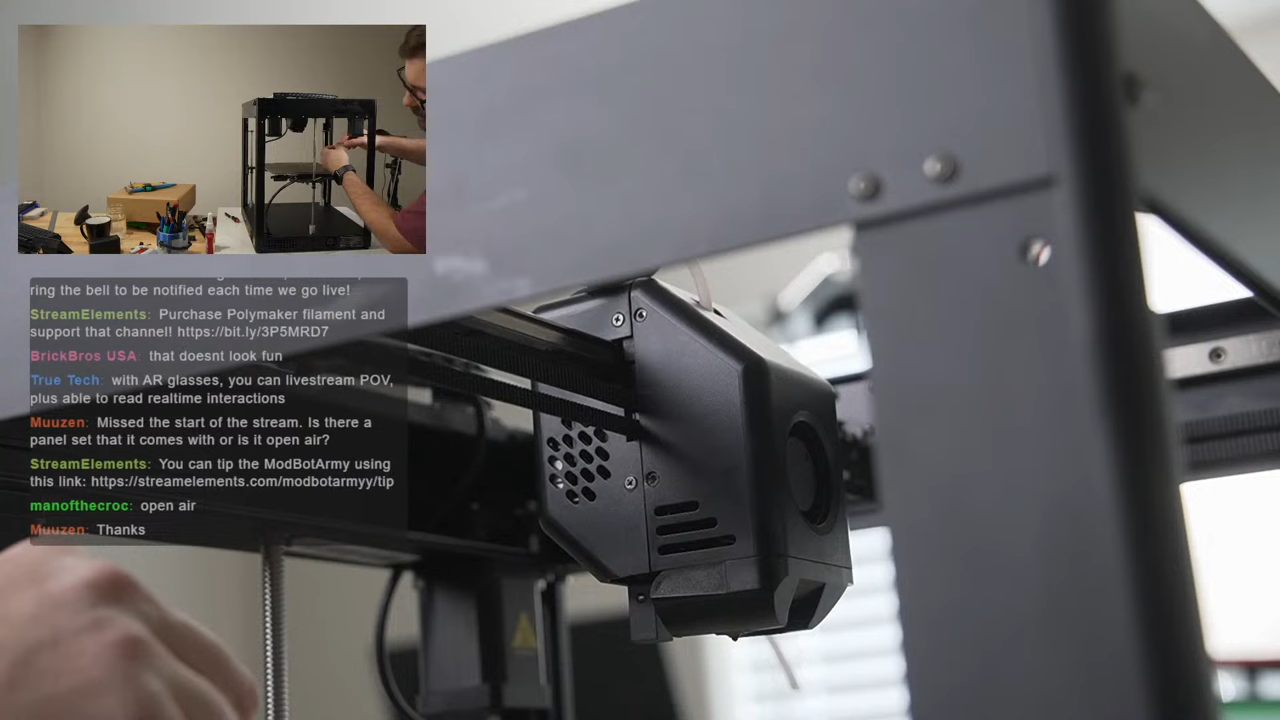 ring the bell to be notified each time we go live!
StreamElements: Purchase Polymaker filament and
support that channel! https://bit.ly/3P5MRD7
BrickBros USA: that doesnt look fun
True Tech: with AR glasses, you can livestream POV,
plus able to read realtime interactions
Muuzen: Missed the start of the stream. Is there a
panel set that it comes with or is it open air?
StreamElements: You can tip the ModBotArmy using
this link: https://streamelements.com/modbotarmyy/tip
manofthecroc: open air
Muuzen: Thanks